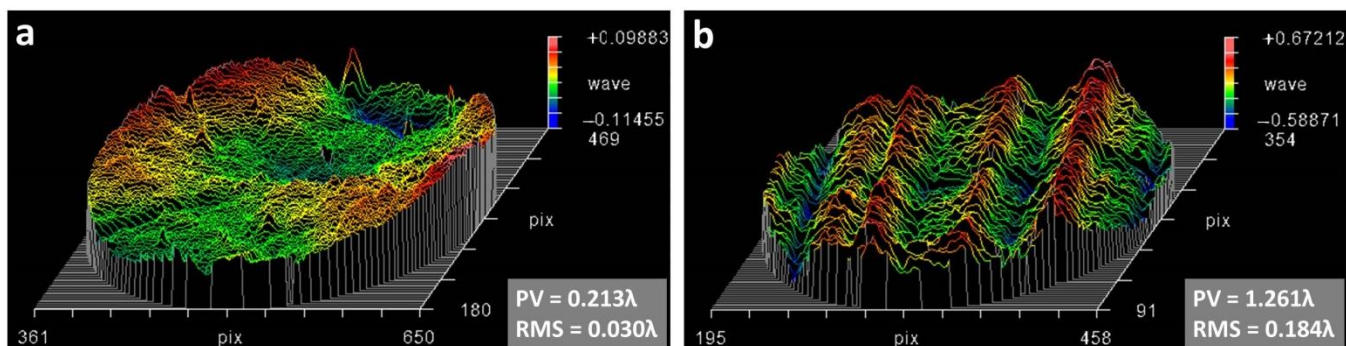 a
+0.09883
wave
−0.11455
469
pix
180
361
pix
650
PV = 0.213λ
RMS = 0.030λ
b
+0.67212
wave
−0.58871
354
pix
91
195
pix
458
PV = 1.261λ
RMS = 0.184λ